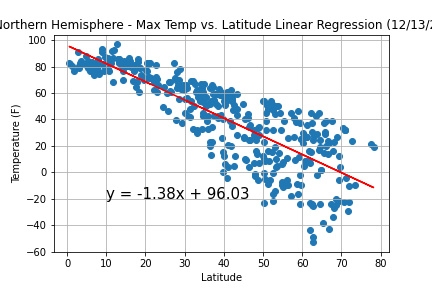 Northern Hemisphere - Max Temp vs. Latitude Linear Regression (12/13/2
100
80
60
40
20
0
−20
−40
−60
Temperature (F)
y = -1.38x + 96.03
0 10 20 30 40 50 60 70 80
Latitude